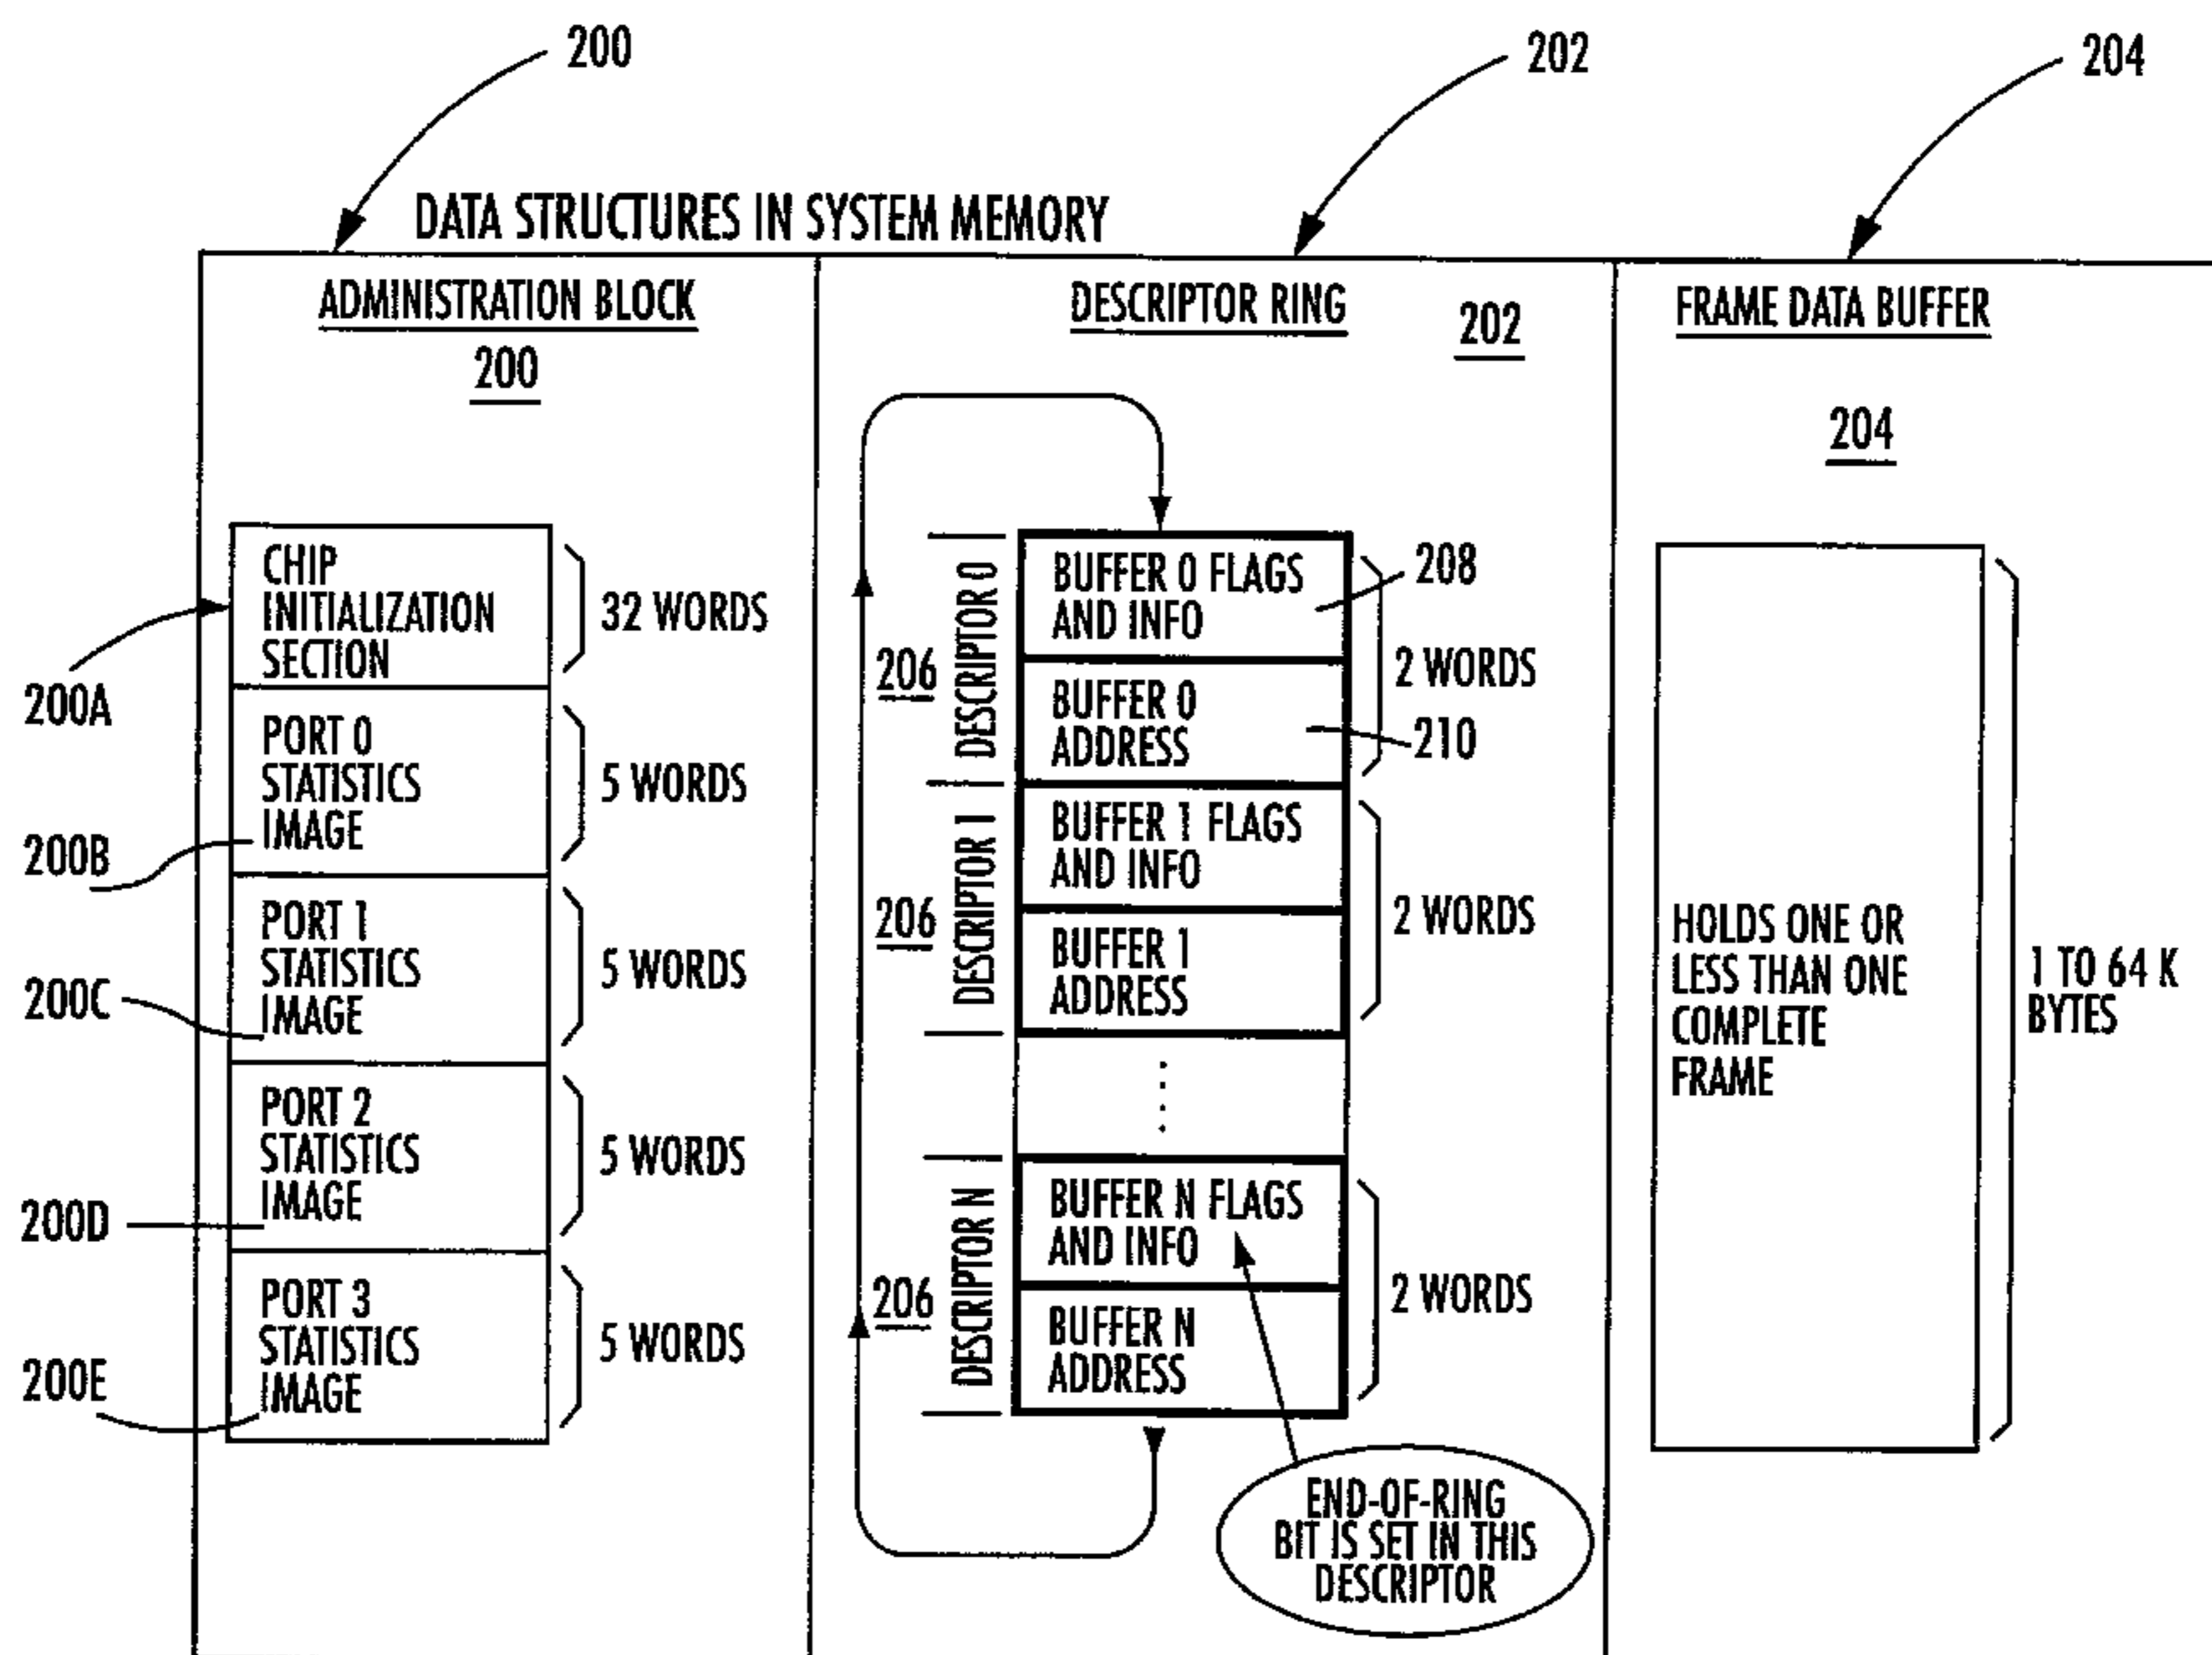 200
202
204
DATA STRUCTURES IN SYSTEM MEMORY
ADMINISTRATION BLOCK
200
CHIP
INITIALIZATION
SECTION
32 WORDS
200A
PORT 0
STATISTICS
IMAGE
5 WORDS
200B
PORT 1
STATISTICS
IMAGE
5 WORDS
200C
PORT 2
STATISTICS
IMAGE
5 WORDS
200D
PORT 3
STATISTICS
IMAGE
5 WORDS
200E
DESCRIPTOR RING
202
206
DESCRIPTOR 0
BUFFER 0 FLAGS
AND INFO
208
2 WORDS
BUFFER 0
ADDRESS
210
206
DESCRIPTOR 1
BUFFER 1 FLAGS
AND INFO
2 WORDS
BUFFER 1
ADDRESS
206
DESCRIPTOR N
BUFFER N FLAGS
AND INFO
2 WORDS
BUFFER N
ADDRESS
END-OF-RING
BIT IS SET IN THIS
DESCRIPTOR
FRAME DATA BUFFER
204
HOLDS ONE OR
LESS THAN ONE
COMPLETE
FRAME
1 TO 64 K
BYTES